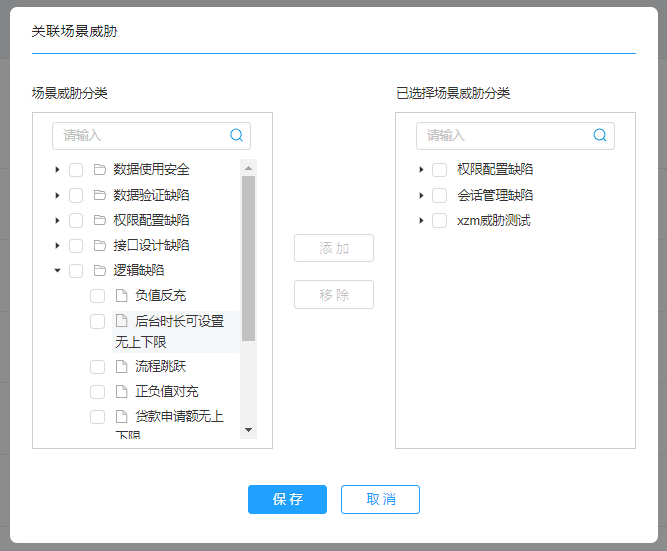 关联场景威胁
场景威胁分类
已选择场景威胁分类
请输入
请输入
数据使用安全
数据验证缺陷
权限配置缺陷
接口设计缺陷
逻辑缺陷
负值反充
后台时长可设置
无上下限
流程跳跃
正负值对充
贷款申请额无上
下限
权限配置缺陷
会话管理缺陷
xzm威胁测试
添加
移除
保存
取消